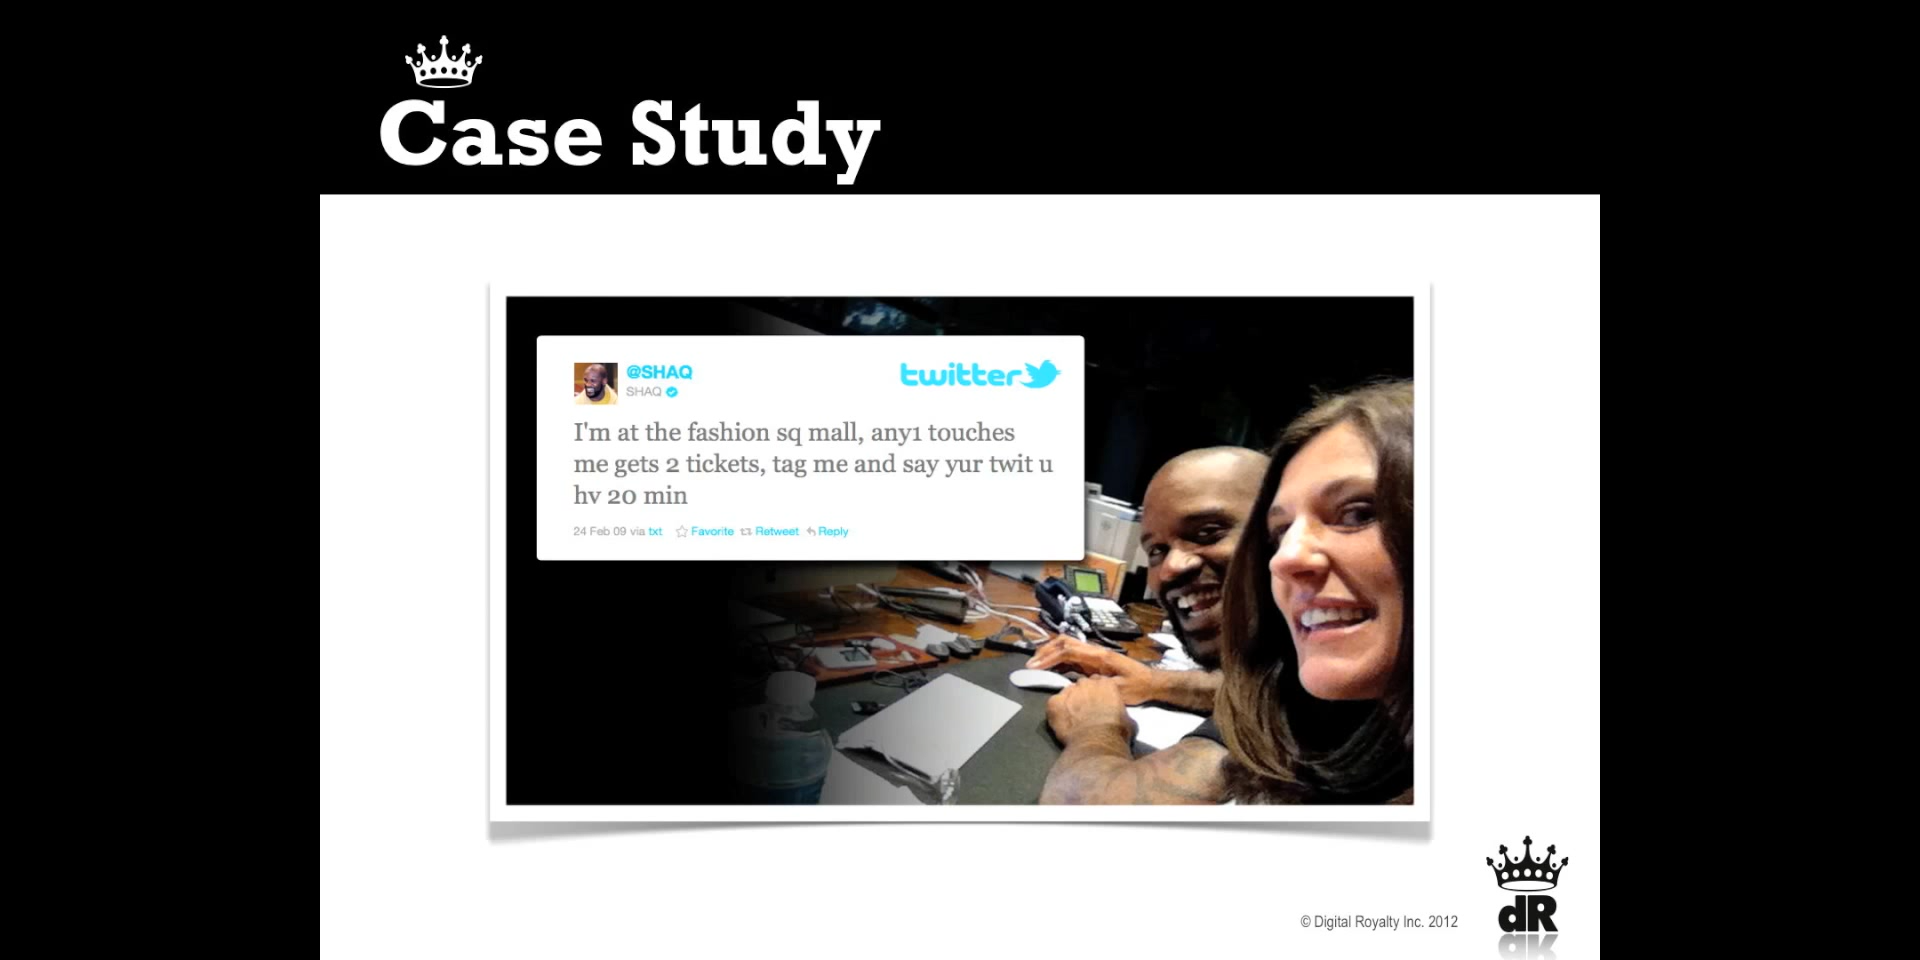 Case Study
@SHAQ
SHAQ
twitter
I'm at the fashion sq mall, any1 touches
me gets 2 tickets, tag me and say yur twit u
hv 20 min
24 Feb 09 via txt Favorite Retweet Reply
© Digital Royalty Inc. 2012
dR